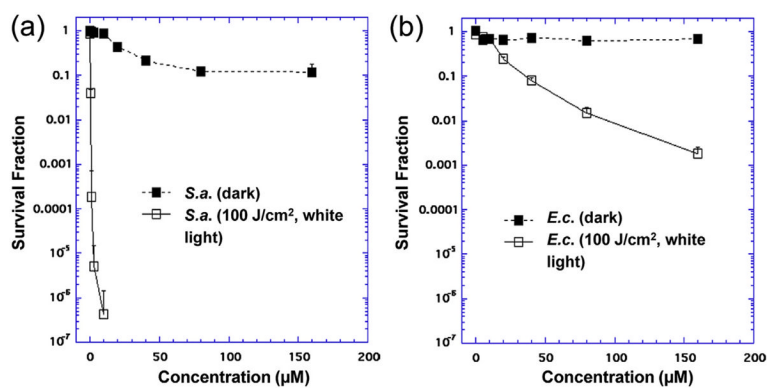 (a)
Survival Fraction
1
0.1
0.01
0.001
0.0001
10⁻⁵
10⁻⁶
10⁻⁷
S.a. (dark)
S.a. (100 J/cm², white
light)
0 50 100 150 200
Concentration (µM)
(b)
Survival Fraction
1
0.1
0.01
0.001
0.0001
10⁻⁵
10⁻⁶
10⁻⁷
E.c. (dark)
E.c. (100 J/cm², white
light)
0 50 100 150 200
Concentration (µM)